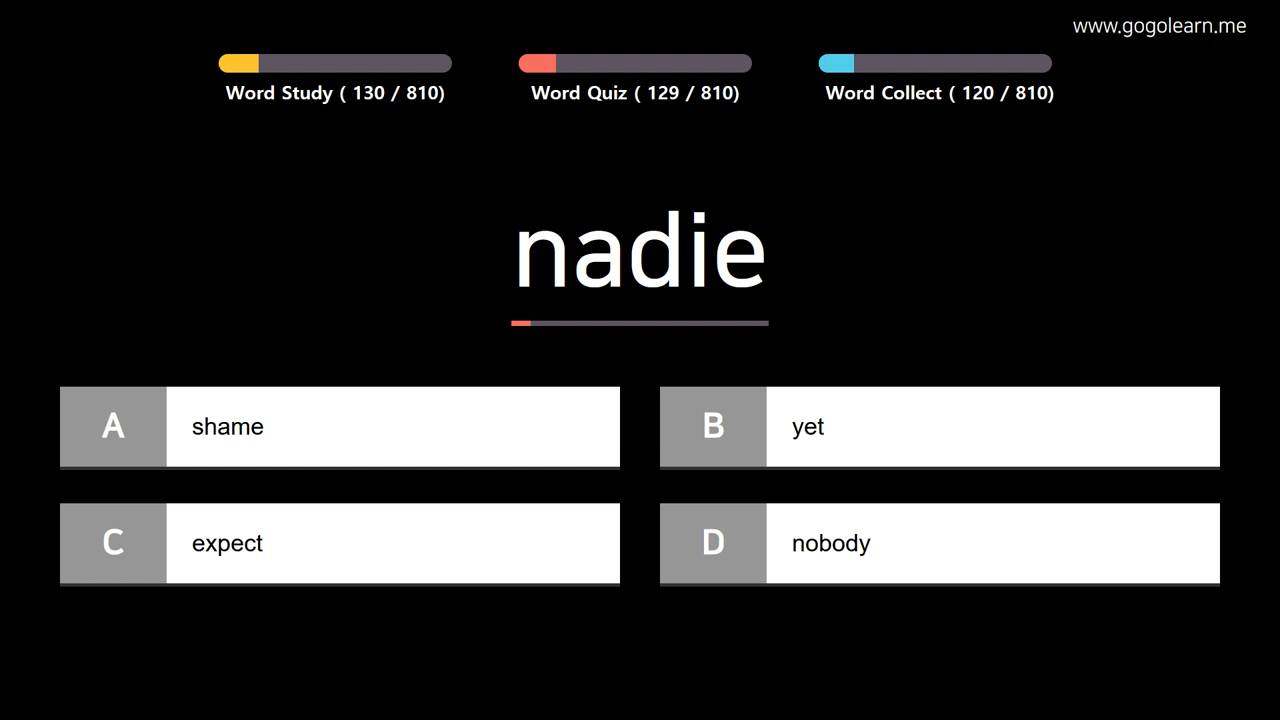 www.gogolearn.me
Word Study ( 130 / 810)
Word Quiz ( 129 / 810)
Word Collect ( 120 / 810)
nadie
A shame
B yet
C expect
D nobody